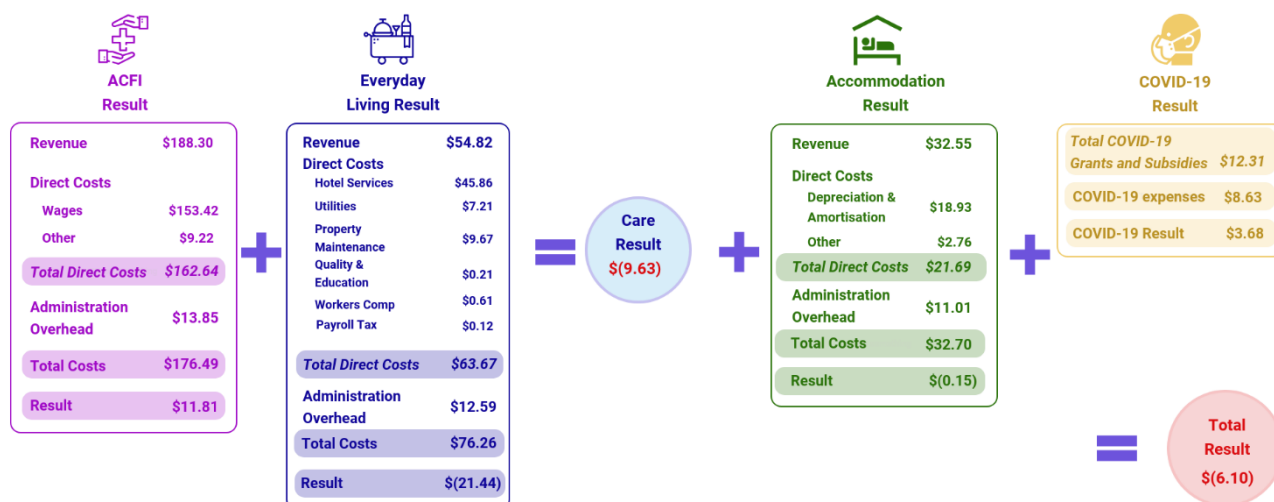 ACFI
Result
Revenue $188.30
Direct Costs
Wages $153.42
Other $9.22
Total Direct Costs $162.64
Administration
Overhead $13.85
Total Costs $176.49
Result $11.81
Everyday
Living Result
Revenue $54.82
Direct Costs
Hotel Services $45.86
Utilities $7.21
Property
Maintenance $9.67
Quality &
Education $0.21
Workers Comp $0.61
Payroll Tax $0.12
Total Direct Costs $63.67
Administration
Overhead $12.59
Total Costs $76.26
Result $(21.44)
Care
Result
$(9.63)
Accommodation
Result
Revenue $32.55
Direct Costs
Depreciation &
Amortisation $18.93
Other $2.76
Total Direct Costs $21.69
Administration
Overhead $11.01
Total Costs $32.70
Result $(0.15)
COVID-19
Result
Total COVID-19
Grants and Subsidies $12.31
COVID-19 expenses $8.63
COVID-19 Result $3.68
Total
Result
$(6.10)